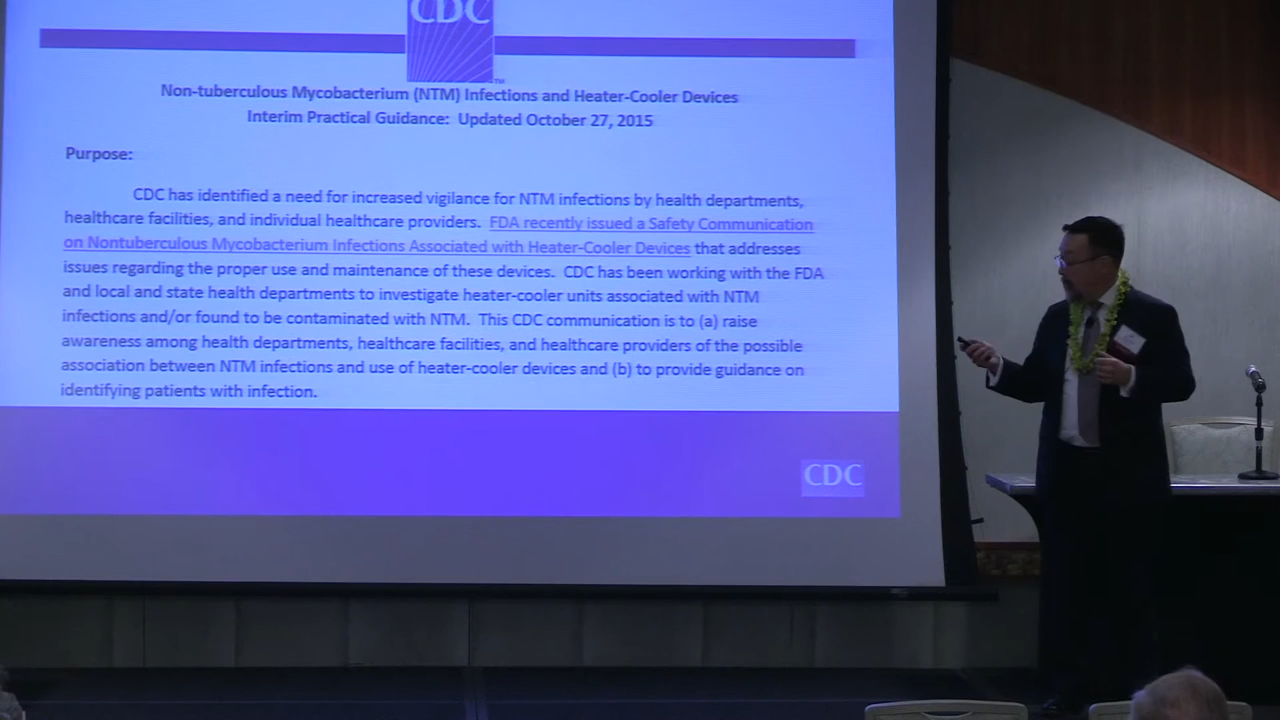 CDC
TM
Non-tuberculous Mycobacterium (NTM) Infections and Heater-Cooler Devices
Interim Practical Guidance: Updated October 27, 2015
Purpose:
CDC has identified a need for increased vigilance for NTM infections by health departments,
healthcare facilities, and individual healthcare providers. FDA recently issued a Safety Communication
on Nontuberculous Mycobacterium Infections Associated with Heater-Cooler Devices that addresses
issues regarding the proper use and maintenance of these devices. CDC has been working with the FDA
and local and state health departments to investigate heater-cooler units associated with NTM
infections and/or found to be contaminated with NTM. This CDC communication is to (a) raise
awareness among health departments, healthcare facilities, and healthcare providers of the possible
association between NTM infections and use of heater-cooler devices and (b) to provide guidance on
identifying patients with infection.
CDC